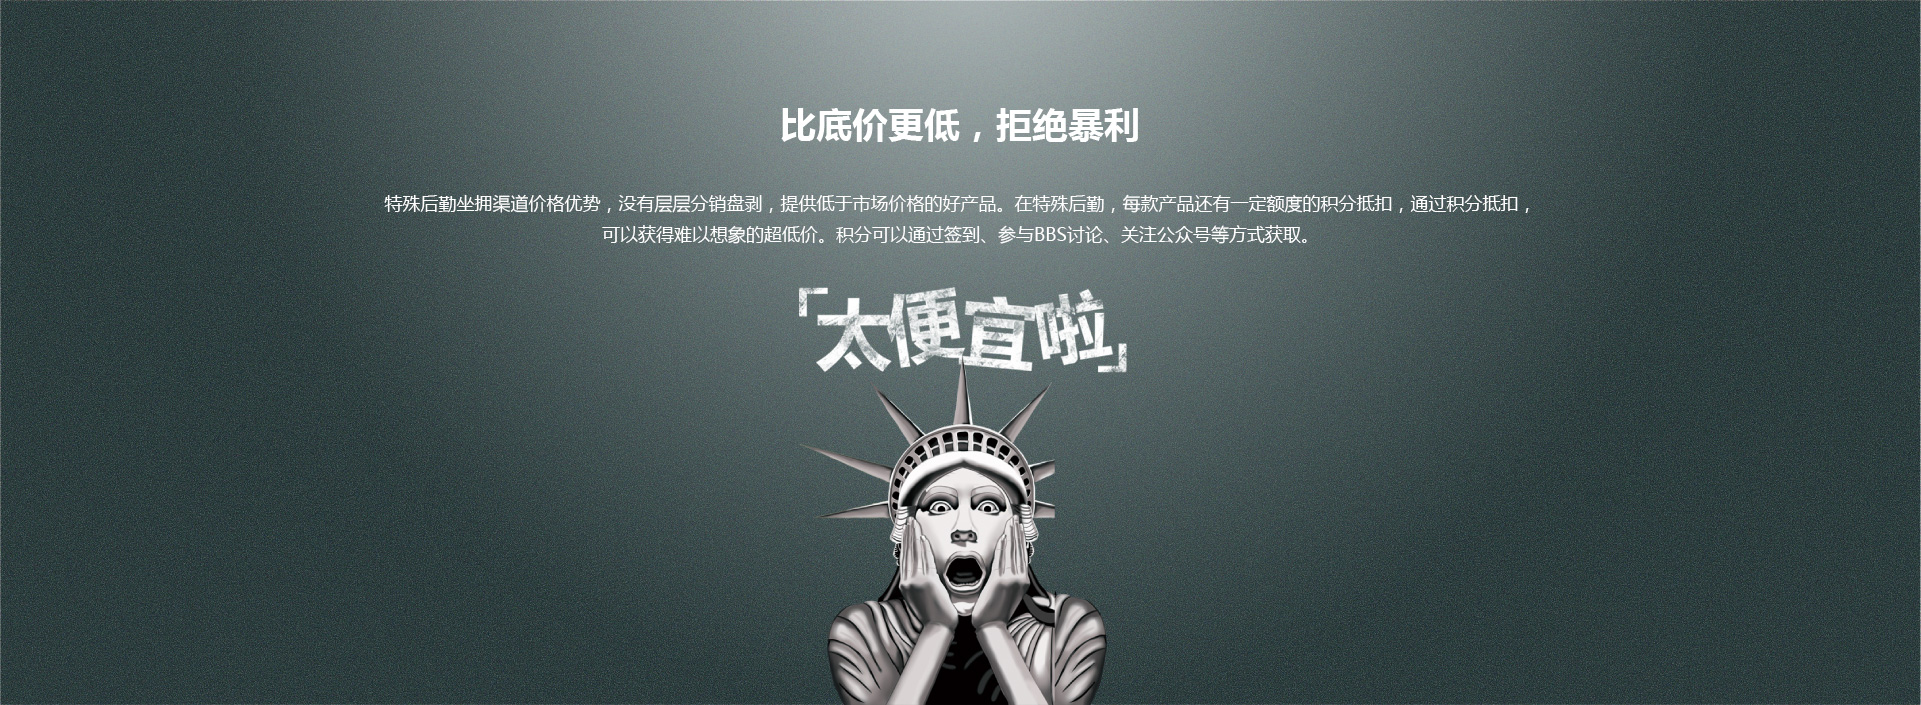 比底价更低，拒绝暴利
特殊后勤坐拥渠道价格优势，没有层层分销盘剥，提供低于市场价格的好产品。在特殊后勤，每款产品还有一定额度的积分抵扣，通过积分抵扣，
可以获得难以想象的超低价。积分可以通过签到、参与BBS讨论、关注公众号等方式获取。
「太便宜啦」